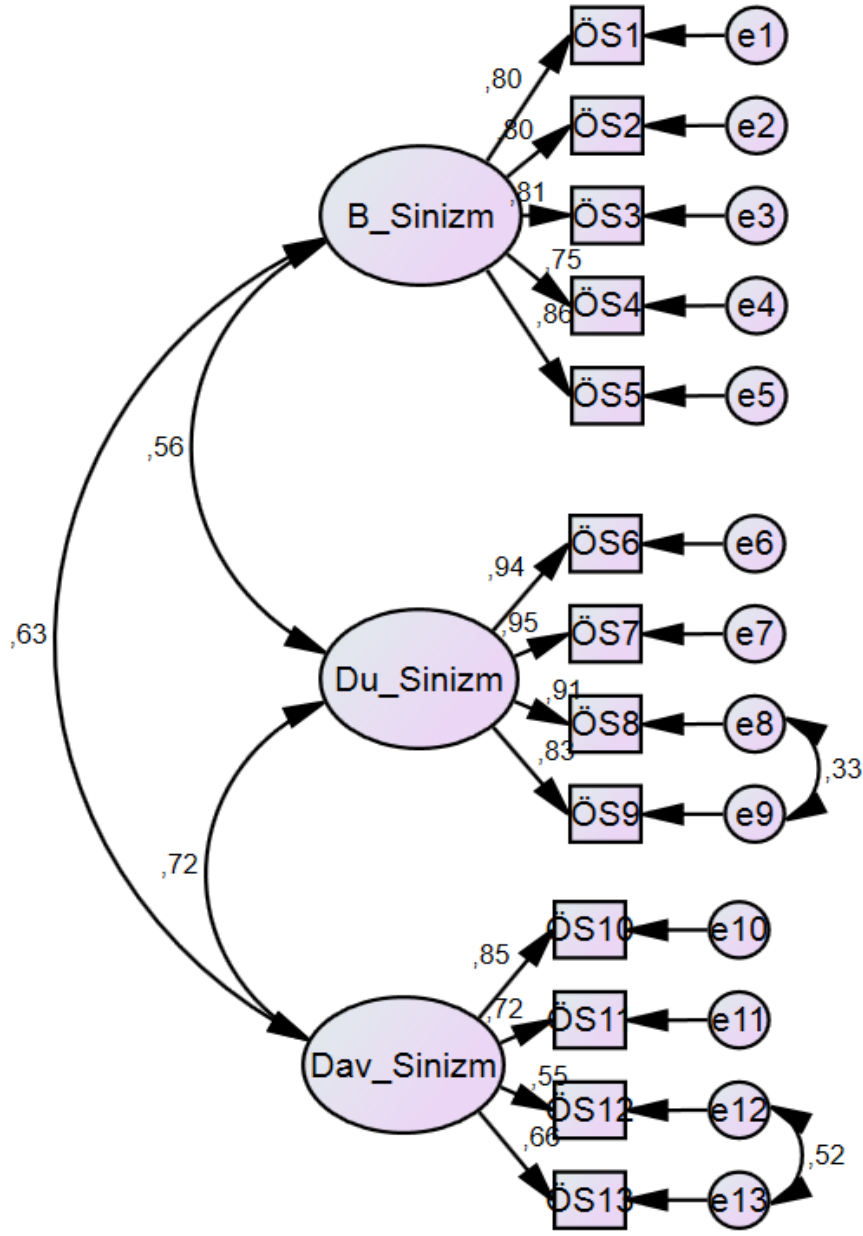 ÖS1
e1
,80
ÖS2
e2
,80
B_Sinizm
ÖS3
e3
,81
ÖS4
e4
,75
ÖS5
e5
,86
,56
,63
ÖS6
e6
,94
ÖS7
e7
,95
Du_Sinizm
ÖS8
e8
,91
ÖS9
e9
,83
,33
,72
ÖS10
e10
,85
ÖS11
e11
,72
Dav_Sinizm
ÖS12
e12
,55
ÖS13
e13
,66
,52